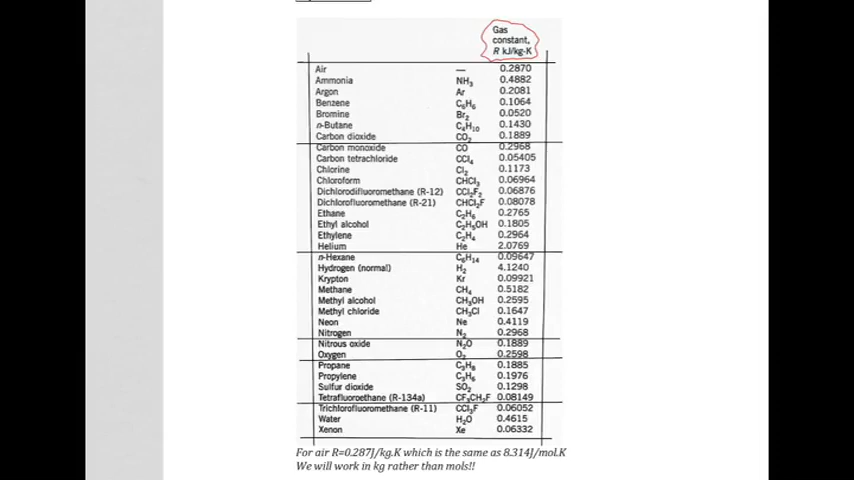 Gas
constant,
R kJ/kg·K
Air — 0.2870
Ammonia NH₃ 0.4882
Argon Ar 0.2081
Benzene C₆H₆ 0.1064
Bromine Br₂ 0.0520
n-Butane C₄H₁₀ 0.1430
Carbon dioxide CO₂ 0.1889
Carbon monoxide CO 0.2968
Carbon tetrachloride CCl₄ 0.05405
Chlorine Cl₂ 0.1173
Chloroform CHCl₃ 0.06964
Dichlorodifluoromethane (R-12) CCl₂F₂ 0.06876
Dichlorofluoromethane (R-21) CHCl₂F 0.08078
Ethane C₂H₆ 0.2765
Ethyl alcohol C₂H₅OH 0.1805
Ethylene C₂H₄ 0.2964
Helium He 2.0769
n-Hexane C₆H₁₄ 0.09647
Hydrogen (normal) H₂ 4.1240
Krypton Kr 0.09921
Methane CH₄ 0.5182
Methyl alcohol CH₃OH 0.2595
Methyl chloride CH₃Cl 0.1647
Neon Ne 0.4119
Nitrogen N₂ 0.2968
Nitrous oxide N₂O 0.1889
Oxygen O₂ 0.2598
Propane C₃H₈ 0.1885
Propylene C₃H₆ 0.1976
Sulfur dioxide SO₂ 0.1298
Tetrafluoroethane (R-134a) CF₃CH₂F 0.08149
Trichlorofluoromethane (R-11) CCl₃F 0.06052
Water H₂O 0.4615
Xenon Xe 0.06332
For air R=0.287J/kg.K which is the same as 8.314J/mol.K
We will work in kg rather than mols!!